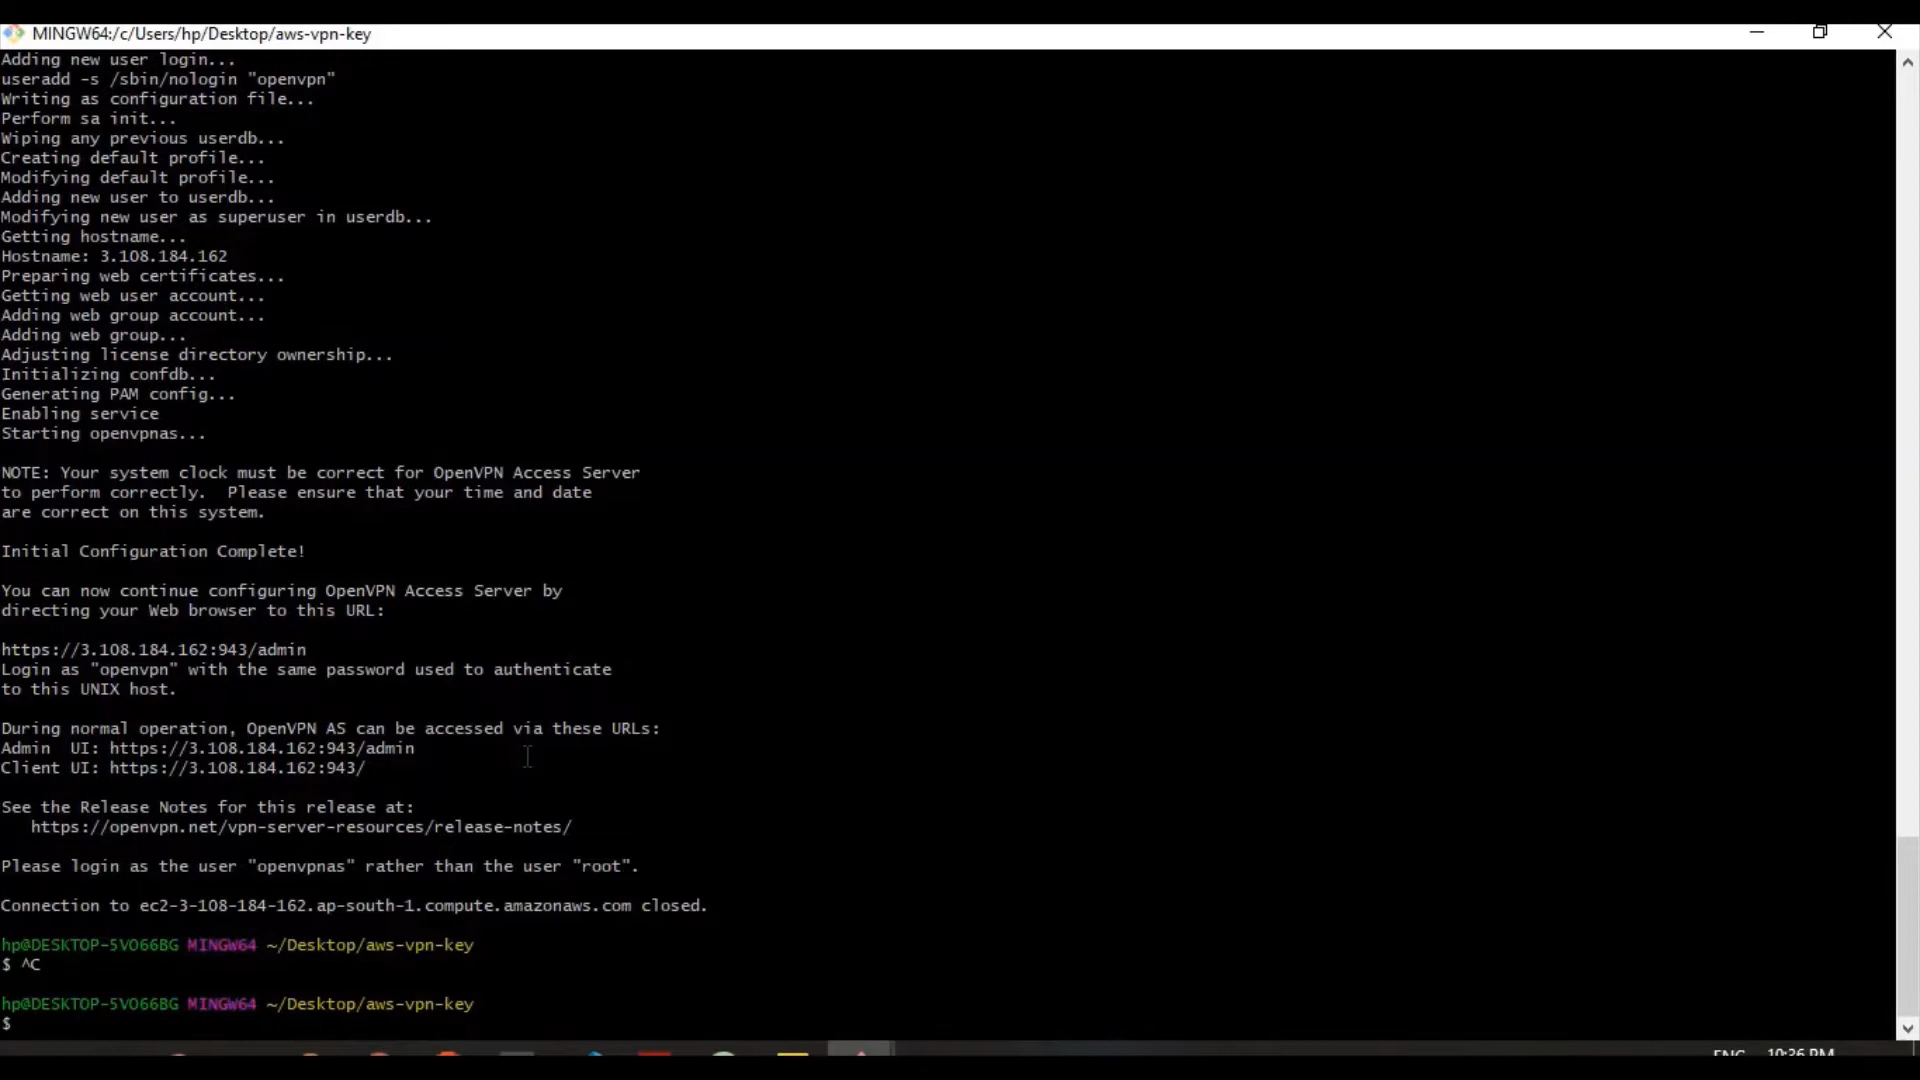 MINGW64:/c/Users/hp/Desktop/aws-vpn-key
Adding new user login...
useradd -s /sbin/nologin "openvpn"
Writing as configuration file...
Perform sa init...
Wiping any previous userdb...
Creating default profile...
Modifying default profile...
Adding new user to userdb...
Modifying new user as superuser in userdb...
Getting hostname...
Hostname: 3.108.184.162
Preparing web certificates...
Getting web user account...
Adding web group account...
Adding web group...
Adjusting license directory ownership...
Initializing confdb...
Generating PAM config...
Enabling service
Starting openvpnas...
NOTE: Your system clock must be correct for OpenVPN Access Server
to perform correctly.  Please ensure that your time and date
are correct on this system.
Initial Configuration Complete!
You can now continue configuring OpenVPN Access Server by
directing your Web browser to this URL:
https://3.108.184.162:943/admin
Login as "openvpn" with the same password used to authenticate
to this UNIX host.
During normal operation, OpenVPN AS can be accessed via these URLs:
Admin  UI: https://3.108.184.162:943/admin
Client UI: https://3.108.184.162:943/
See the Release Notes for this release at:
   https://openvpn.net/vpn-server-resources/release-notes/
Please login as the user "openvpnas" rather than the user "root".
Connection to ec2-3-108-184-162.ap-south-1.compute.amazonaws.com closed.
hp@DESKTOP-5VO66BG MINGW64 ~/Desktop/aws-vpn-key
$ ^C
hp@DESKTOP-5VO66BG MINGW64 ~/Desktop/aws-vpn-key
$
ENG 10:36 PM